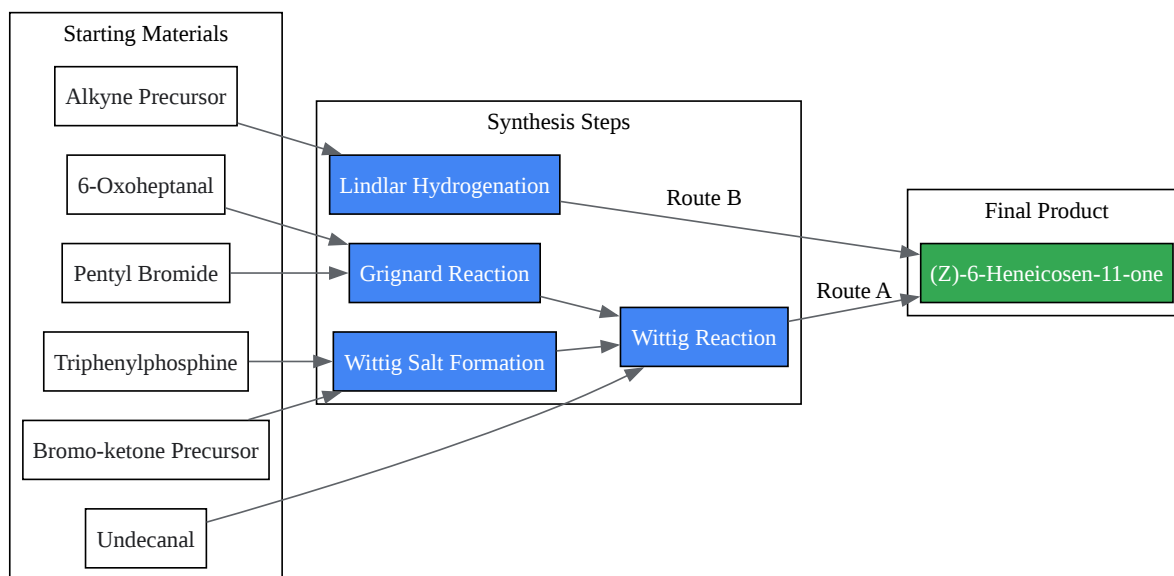 Starting Materials
Alkyne Precursor
6-Oxoheptanal
Pentyl Bromide
Triphenylphosphine
Bromo-ketone Precursor
Undecanal
Synthesis Steps
Lindlar Hydrogenation
Grignard Reaction
Wittig Salt Formation
Wittig Reaction
Route B
Route A
Final Product
(Z)-6-Heneicosen-11-one